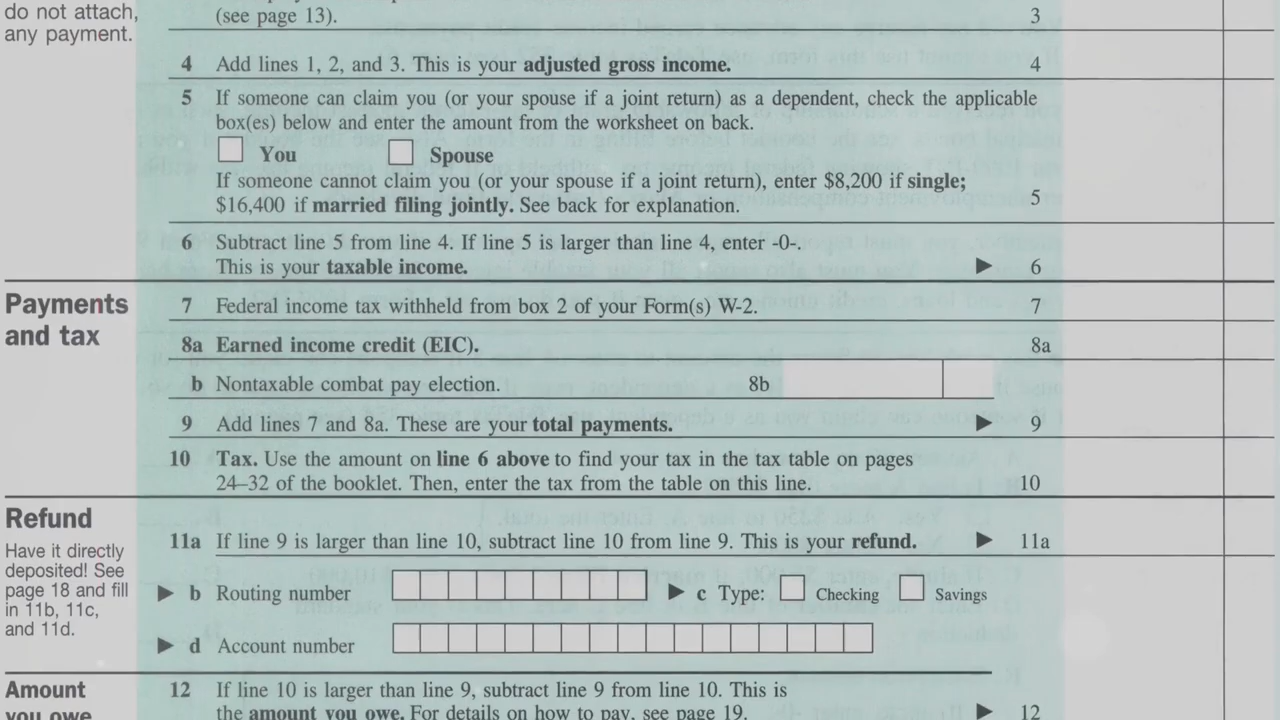 do not attach,
any payment.
(see page 13).
3
4 Add lines 1, 2, and 3. This is your adjusted gross income.
4
5 If someone can claim you (or your spouse if a joint return) as a dependent, check the applicable
box(es) below and enter the amount from the worksheet on back.
You Spouse
If someone cannot claim you (or your spouse if a joint return), enter $8,200 if single;
$16,400 if married filing jointly. See back for explanation.
5
6 Subtract line 5 from line 4. If line 5 is larger than line 4, enter -0-.
This is your taxable income. ▶ 6
Payments
and tax
7 Federal income tax withheld from box 2 of your Form(s) W-2. 7
8a Earned income credit (EIC). 8a
b Nontaxable combat pay election. 8b
9 Add lines 7 and 8a. These are your total payments. ▶ 9
10 Tax. Use the amount on line 6 above to find your tax in the tax table on pages
24–32 of the booklet. Then, enter the tax from the table on this line. 10
Refund
Have it directly
deposited! See
page 18 and fill
in 11b, 11c,
and 11d.
11a If line 9 is larger than line 10, subtract line 10 from line 9. This is your refund. ▶ 11a
▶ b Routing number ▶ c Type: Checking Savings
▶ d Account number
Amount
you owe
12 If line 10 is larger than line 9, subtract line 9 from line 10. This is
the amount you owe. For details on how to pay, see page 19. ▶ 12